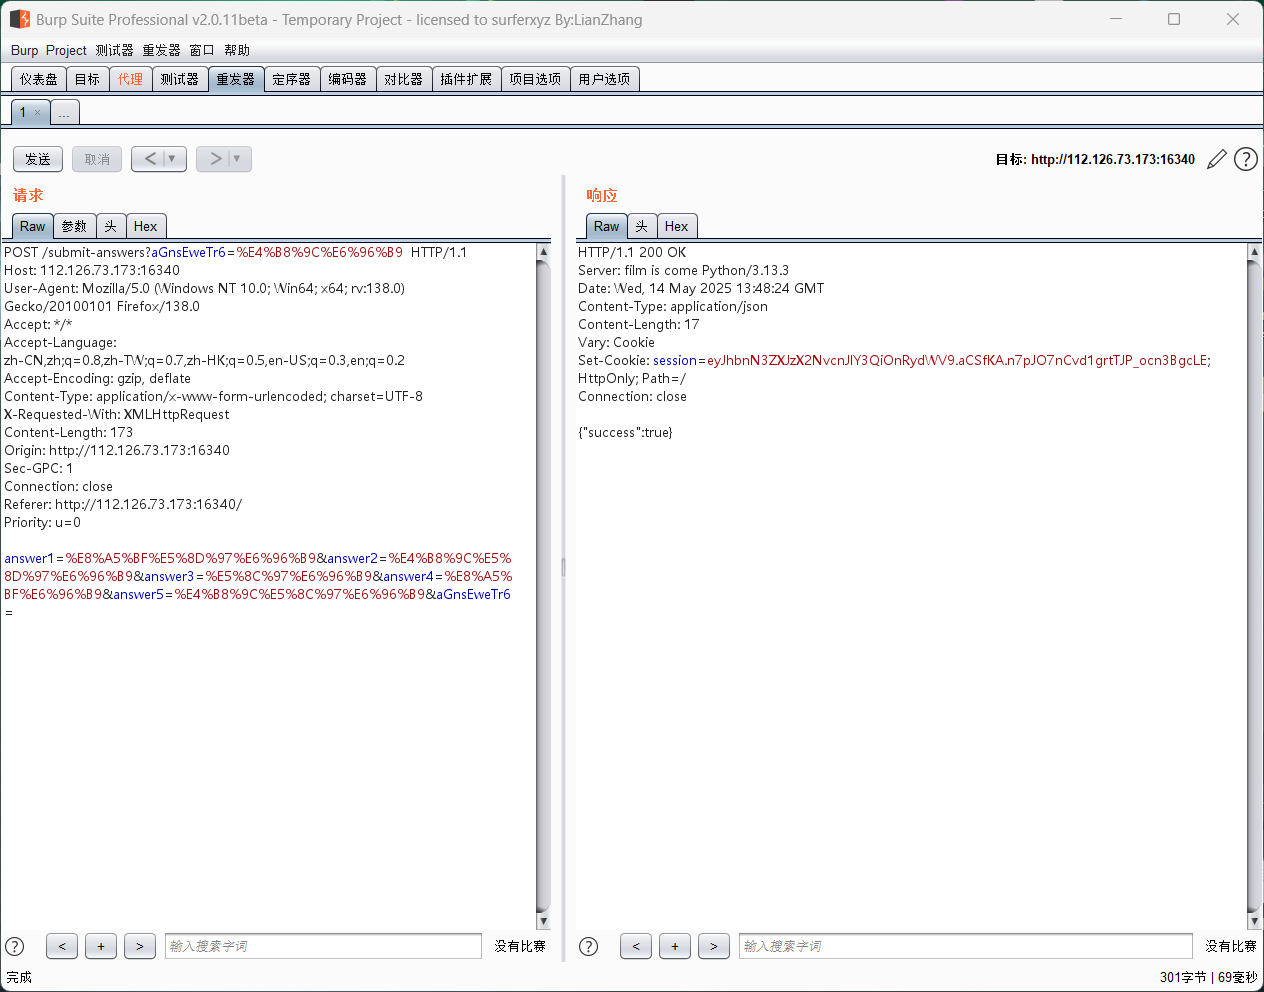 Burp Suite Professional v2.0.11beta - Temporary Project - licensed to surferxyz By:LianZhang
Burp Project 测试器 重发器 窗口 帮助
仪表盘 目标 代理 测试器 重发器 定序器 编码器 对比器 插件扩展 项目选项 用户选项
1 × ...
发送 取消 < ▼ > ▼ 目标: http://112.126.73.173:16340 ?
请求
Raw 参数 头 Hex
POST /submit-answers?aGnsEweTr6=%E4%B8%9C%E6%96%B9 HTTP/1.1
Host: 112.126.73.173:16340
User-Agent: Mozilla/5.0 (Windows NT 10.0; Win64; x64; rv:138.0)
Gecko/20100101 Firefox/138.0
Accept: */*
Accept-Language:
zh-CN,zh;q=0.8,zh-TW;q=0.7,zh-HK;q=0.5,en-US;q=0.3,en;q=0.2
Accept-Encoding: gzip, deflate
Content-Type: application/x-www-form-urlencoded; charset=UTF-8
X-Requested-With: XMLHttpRequest
Content-Length: 173
Origin: http://112.126.73.173:16340
Sec-GPC: 1
Connection: close
Referer: http://112.126.73.173:16340/
Priority: u=0
answer1=%E8%A5%BF%E5%8D%97%E6%96%B9&answer2=%E4%B8%9C%E5%
8D%97%E6%96%B9&answer3=%E5%8C%97%E6%96%B9&answer4=%E8%A5%
BF%E6%96%B9&answer5=%E4%B8%9C%E5%8C%97%E6%96%B9&aGnsEweTr6
=
? < + > 输入搜索字词 没有比赛
响应
Raw 头 Hex
HTTP/1.1 200 OK
Server: film is come Python/3.13.3
Date: Wed, 14 May 2025 13:48:24 GMT
Content-Type: application/json
Content-Length: 17
Vary: Cookie
Set-Cookie: session=eyJhbnN3ZXJzX2NvcnJlY3QiOnRydWV9.aCSfKA.n7pJO7nCvd1grtTJP_ocn3BgcLE;
HttpOnly; Path=/
Connection: close
{"success":true}
? < + > 输入搜索字词 没有比赛
完成 301字节 | 69毫秒